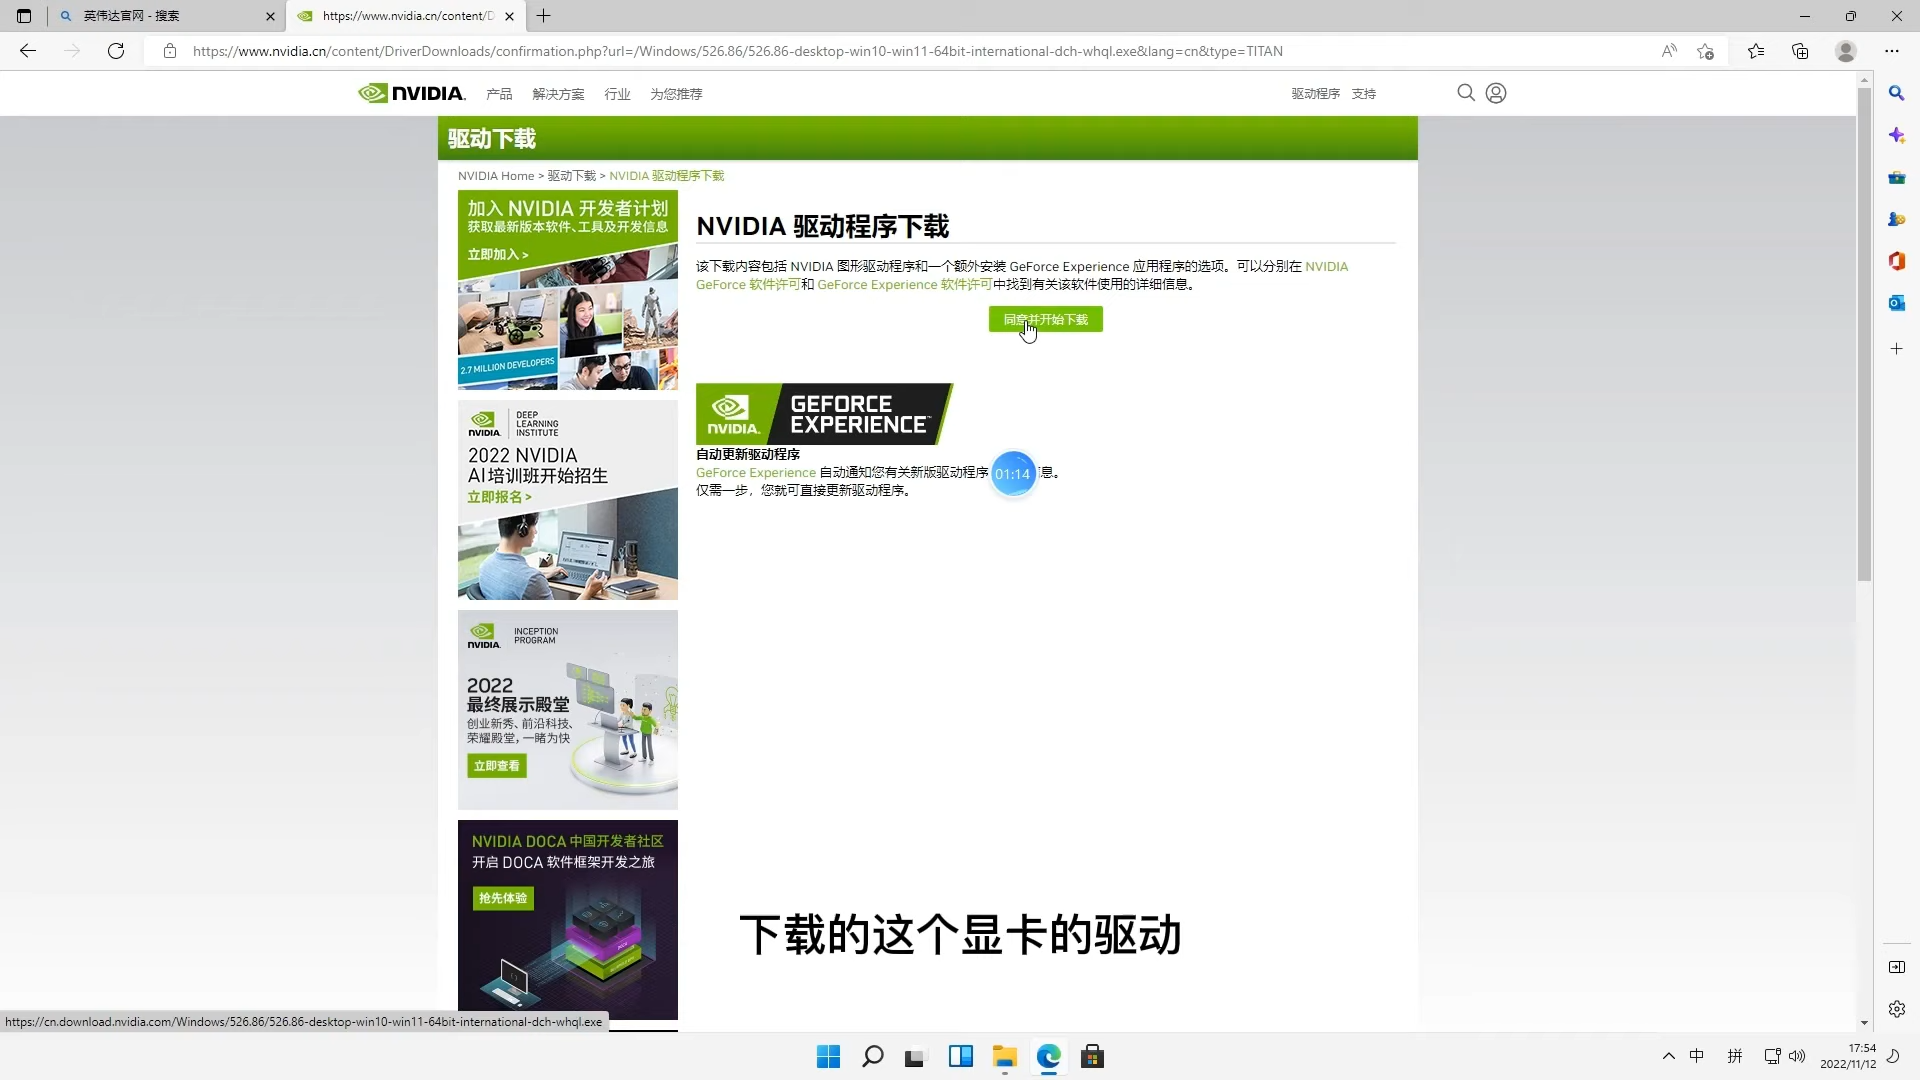 英伟达官网 - 搜索
https://www.nvidia.cn/content/D
https://www.nvidia.cn/content/DriverDownloads/confirmation.php?url=/Windows/526.86/526.86-desktop-win10-win11-64bit-international-dch-whql.exe&lang=cn&type=TITAN
NVIDIA. 产品 解决方案 行业 为您推荐 驱动程序 支持
驱动下载
NVIDIA Home > 驱动下载 > NVIDIA 驱动程序下载
加入 NVIDIA 开发者计划
获取最新版本软件、工具及开发信息
立即加入 >
2.7 MILLION DEVELOPERS
NVIDIA 驱动程序下载
该下载内容包括 NVIDIA 图形驱动程序和一个额外安装 GeForce Experience 应用程序的选项。可以分别在 NVIDIA
GeForce 软件许可和 GeForce Experience 软件许可中找到有关该软件使用的详细信息。
同意并开始下载
NVIDIA.
GEFORCE
EXPERIENCE™
自动更新驱动程序
GeForce Experience 自动通知您有关新版驱动程序 息。
01:14
仅需一步，您就可直接更新驱动程序。
NVIDIA.
DEEP
LEARNING
INSTITUTE
2022 NVIDIA
AI培训班开始招生
立即报名 >
NVIDIA.
INCEPTION
PROGRAM
2022
最终展示殿堂
创业新秀、前沿科技、
荣耀殿堂，一睹为快
立即查看
NVIDIA DOCA 中国开发者社区
开启 DOCA 软件框架开发之旅
抢先体验
下载的这个显卡的驱动
https://cn.download.nvidia.com/Windows/526.86/526.86-desktop-win10-win11-64bit-international-dch-whql.exe
中 拼
17:54
2022/11/12